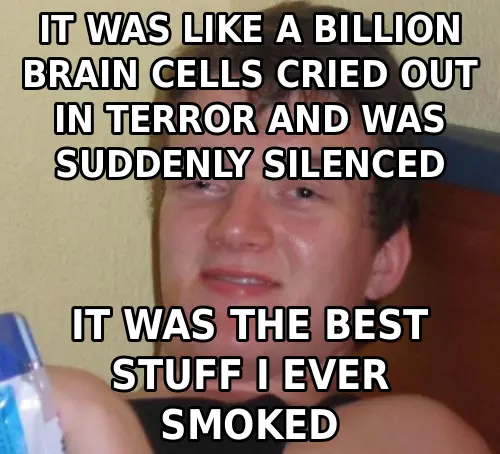 IT WAS LIKE A BILLION
BRAIN CELLS CRIED OUT
IN TERROR AND WAS
SUDDENLY SILENCED
IT WAS THE BEST
STUFF I EVER
SMOKED